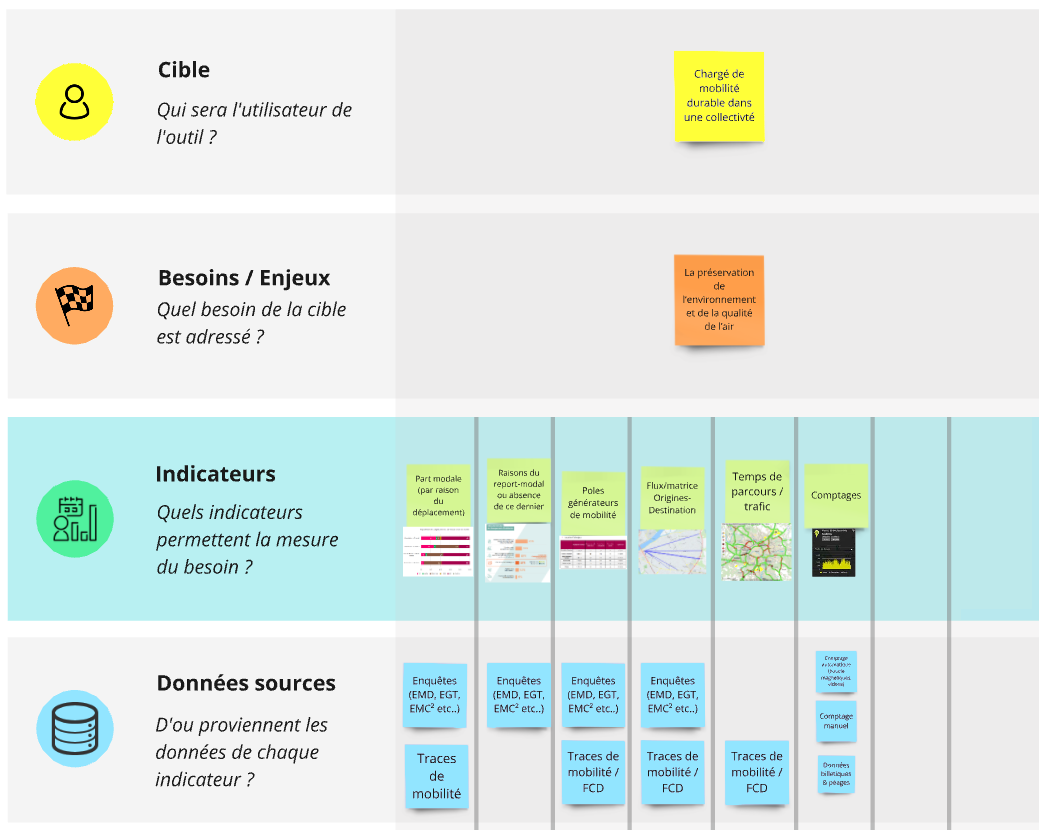 Cible
Qui sera l'utilisateur de
l'outil ?
Chargé de
mobilité
durable dans
une collectivté
Besoins / Enjeux
Quel besoin de la cible
est adressé ?
La préservation
de
l'environnement
et de la qualité
de l'air
Indicateurs
Quels indicateurs
permettent la mesure
du besoin ?
Part modale
(par raison
du
déplacement)
Raisons du
report-modal
ou absence
de ce dernier
Poles
générateurs
de mobilité
Flux/matrice
Origines-
Destination
Temps de
parcours /
trafic
Comptages
Données sources
D'ou proviennent les
données de chaque
indicateur ?
Enquêtes
(EMD, EGT,
EMC² etc..)
Traces
de
mobilité
Enquêtes
(EMD, EGT,
EMC² etc..)
Enquêtes
(EMD, EGT,
EMC² etc..)
Traces de
mobilité /
FCD
Enquêtes
(EMD, EGT,
EMC² etc..)
Traces de
mobilité /
FCD
Traces de
mobilité /
FCD
Comptage
automatique
magnétiques,
Comptage
manuel
Données
billetiques
& péages